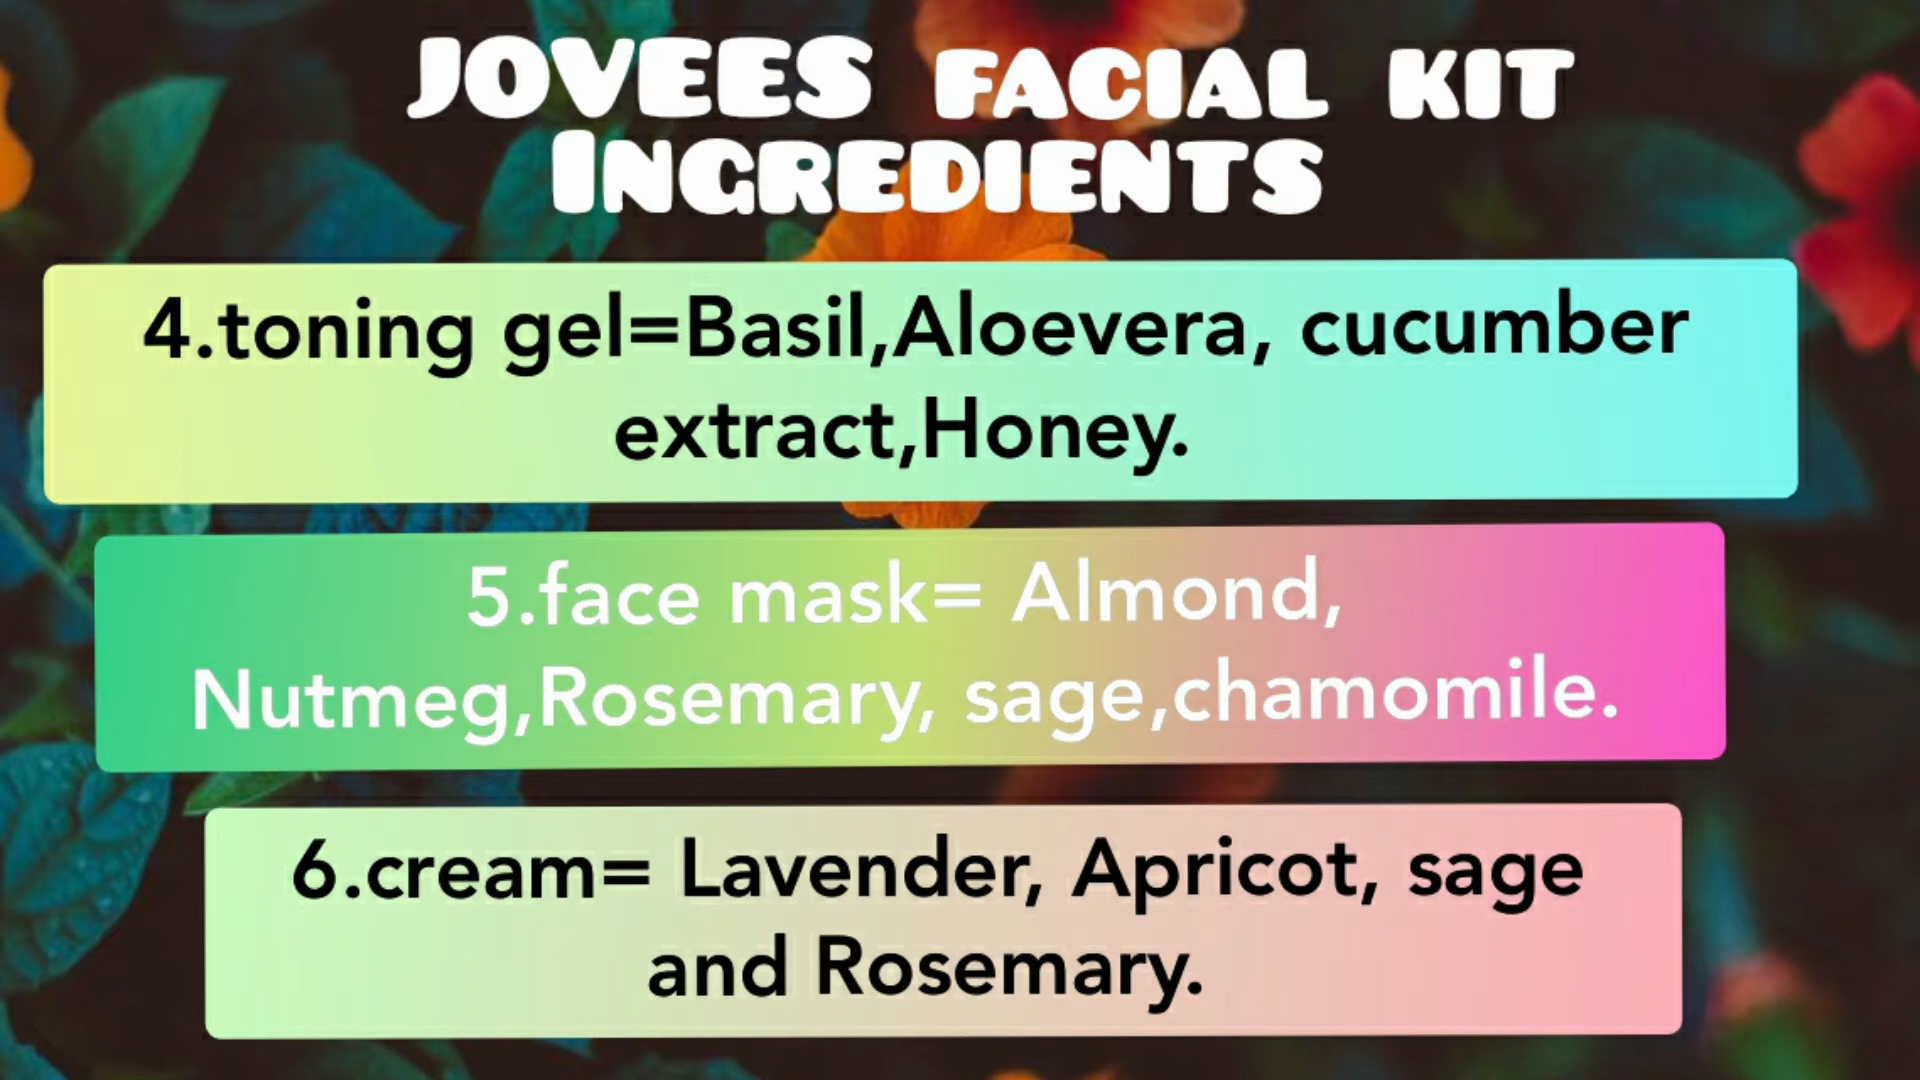 JOVEES FACIAL KIT
INGREDIENTS
4.toning gel=Basil,Aloevera, cucumber
extract,Honey.
5.face mask= Almond,
Nutmeg,Rosemary, sage,chamomile.
6.cream= Lavender, Apricot, sage
and Rosemary.